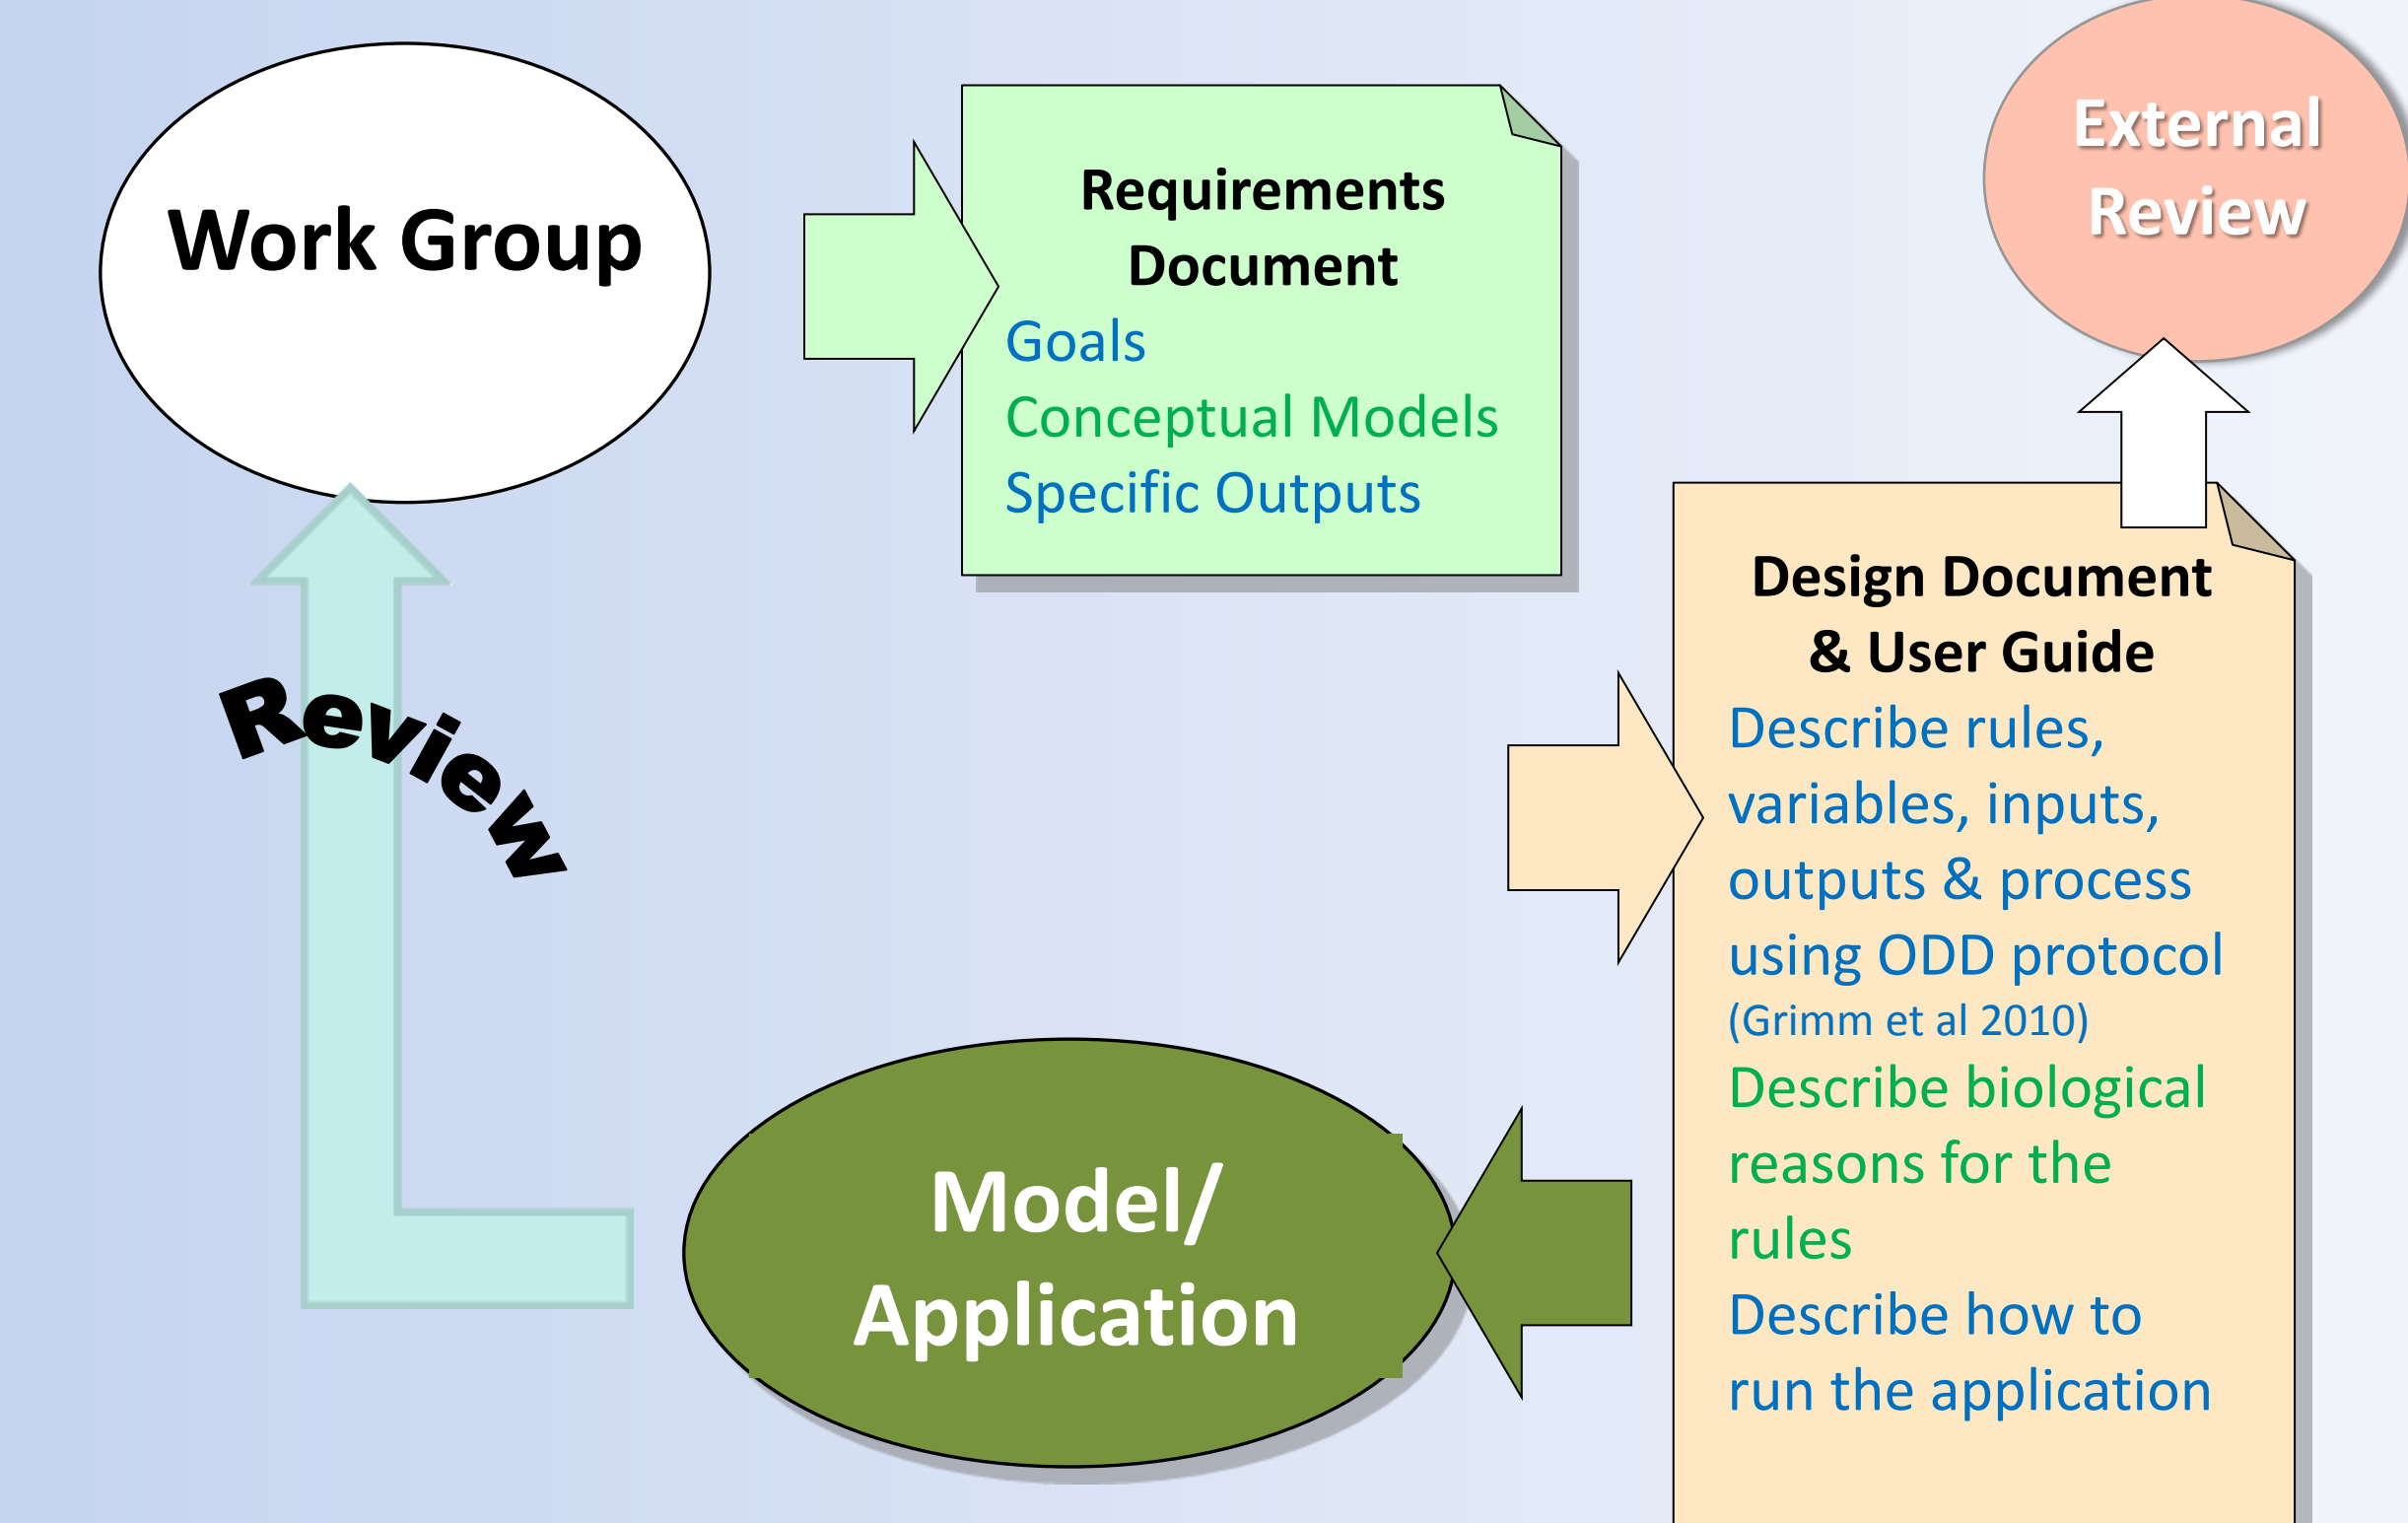 Work Group
Requirements
Document
Goals
Conceptual Models
Specific Outputs
External
Review
Design Document
& User Guide
Describe rules,
variables, inputs,
outputs & process
using ODD protocol
(Grimm et al 2010)
Describe biological
reasons for the
rules
Describe how to
run the application
Model/
Application
Review